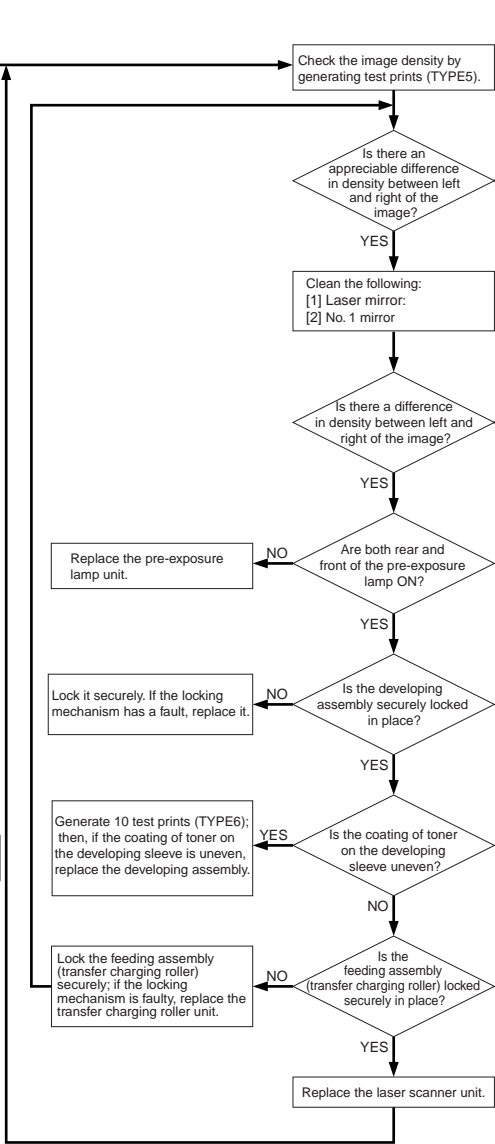 Check the image density by
generating test prints (TYPE5).
Is there an
appreciable difference
in density between left
and right of the
image?
YES
Clean the following:
[1] Laser mirror:
[2] No. 1 mirror
Is there a difference
in density between left and
right of the image?
YES
Are both rear and
front of the pre-exposure
lamp ON?
NO
Replace the pre-exposure
lamp unit.
YES
Is the developing
assembly securely locked
in place?
NO
Lock it securely. If the locking
mechanism has a fault, replace it.
YES
Is the coating of toner
on the developing
sleeve uneven?
YES
Generate 10 test prints (TYPE6);
then, if the coating of toner on
the developing sleeve is uneven,
replace the developing assembly.
NO
Is the
feeding assembly
(transfer charging roller) locked
securely in place?
NO
Lock the feeding assembly
(transfer charging roller)
securely; if the locking
mechanism is faulty, replace the
transfer charging roller unit.
YES
Replace the laser scanner unit.